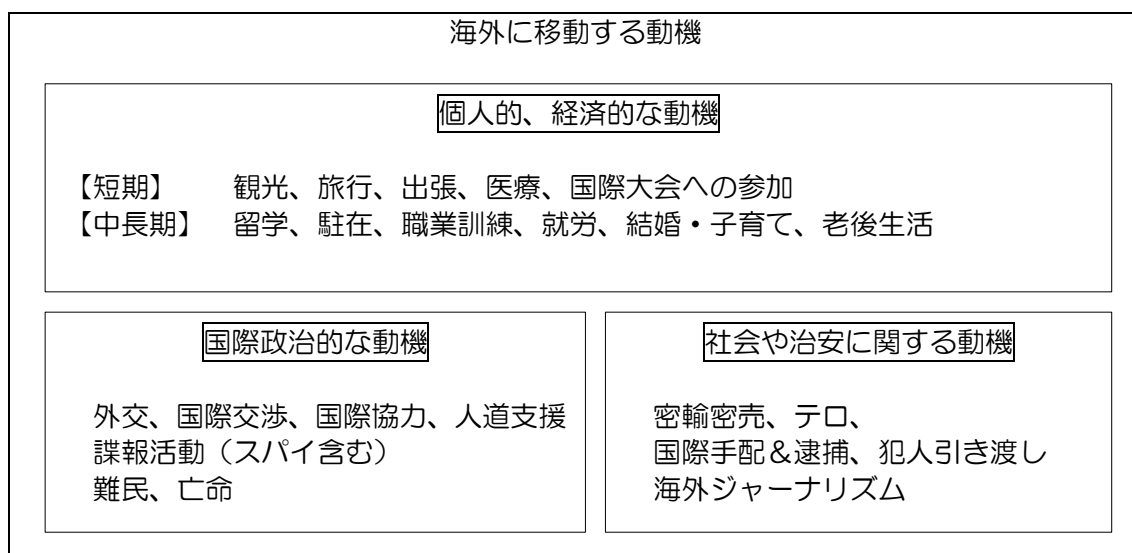 海外に移動する動機
個人的、経済的な動機
【短期】 観光、旅行、出張、医療、国際大会への参加
【中長期】 留学、駐在、職業訓練、就労、結婚・子育て、老後生活
国際政治的な動機
外交、国際交渉、国際協力、人道支援
諜報活動（スパイ含む）
難民、亡命
社会や治安に関する動機
密輸密売、テロ、
国際手配＆逮捕、犯人引き渡し
海外ジャーナリズム